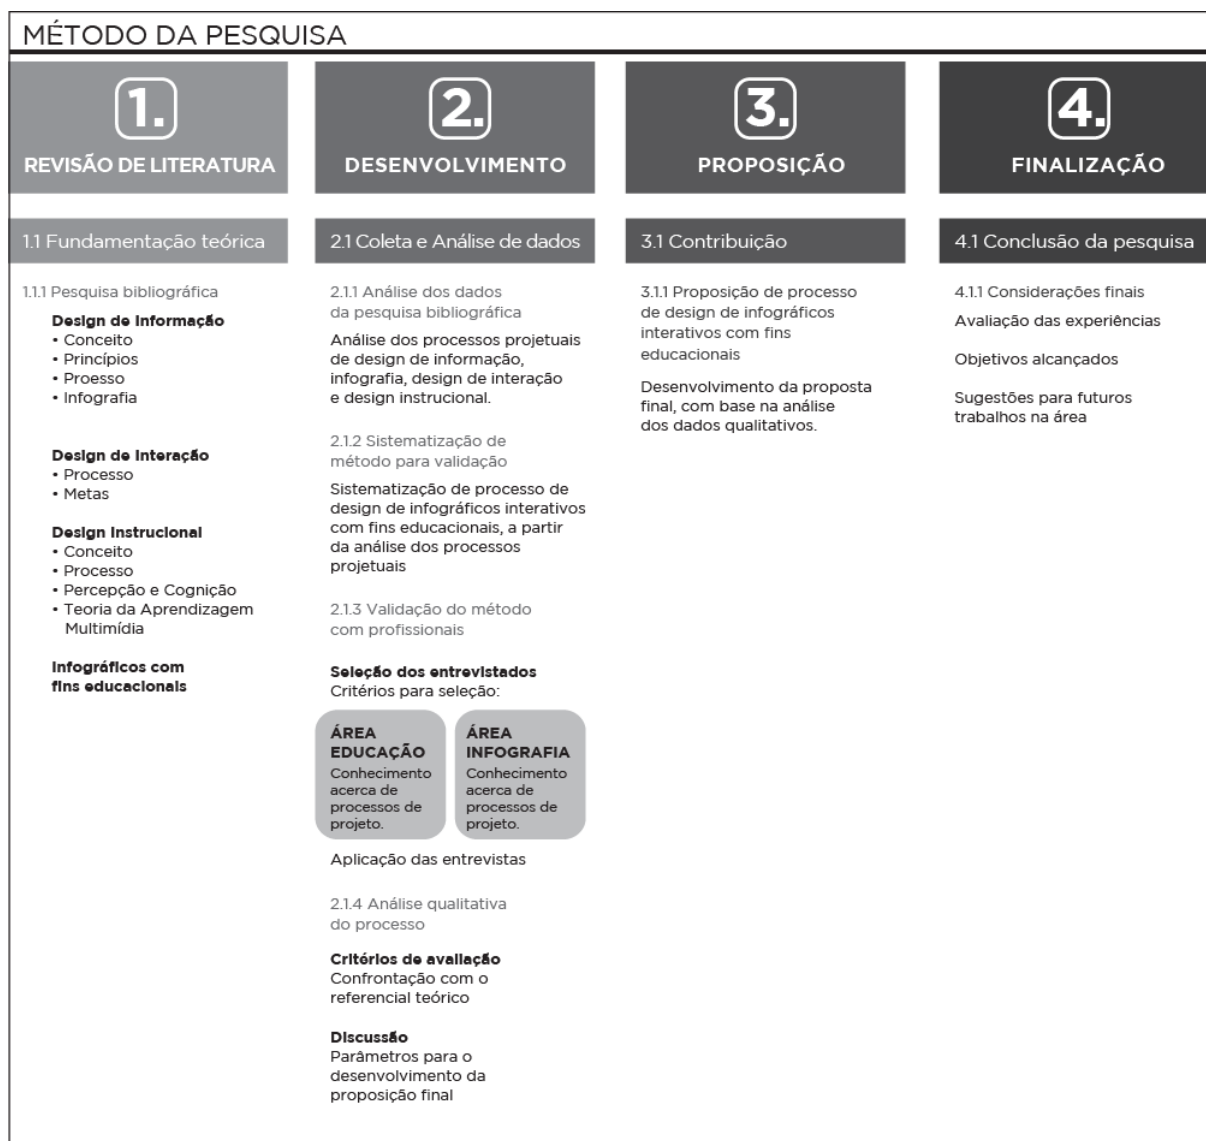 MÉTODO DA PESQUISA
1.
REVISÃO DE LITERATURA
1.1 Fundamentação teórica
1.1.1 Pesquisa bibliográfica
Design de Informação
• Conceito
• Princípios
• Proesso
• Infografia
Design de Interação
• Processo
• Metas
Design Instrucional
• Conceito
• Processo
• Percepção e Cognição
• Teoria da Aprendizagem
Multimídia
Infográficos com
fins educacionais
2.
DESENVOLVIMENTO
2.1 Coleta e Análise de dados
2.1.1 Análise dos dados
da pesquisa bibliográfica
Análise dos processos projetuais
de design de informação,
infografia, design de interação
e design instrucional.
2.1.2 Sistematização de
método para validação
Sistematização de processo de
design de infográficos interativos
com fins educacionais, a partir
da análise dos processos
projetuais
2.1.3 Validação do método
com profissionais
Seleção dos entrevistados
Critérios para seleção:
ÁREA
EDUCAÇÃO
Conhecimento
acerca de
processos de
projeto.
ÁREA
INFOGRAFIA
Conhecimento
acerca de
processos de
projeto.
Aplicação das entrevistas
2.1.4 Análise qualitativa
do processo
Critérios de avaliação
Confrontação com o
referencial teórico
Discussão
Parâmetros para o
desenvolvimento da
proposição final
3.
PROPOSIÇÃO
3.1 Contribuição
3.1.1 Proposição de processo
de design de infográficos
interativos com fins
educacionais
Desenvolvimento da proposta
final, com base na análise
dos dados qualitativos.
4.
FINALIZAÇÃO
4.1 Conclusão da pesquisa
4.1.1 Considerações finais
Avaliação das experiências
Objetivos alcançados
Sugestões para futuros
trabalhos na área